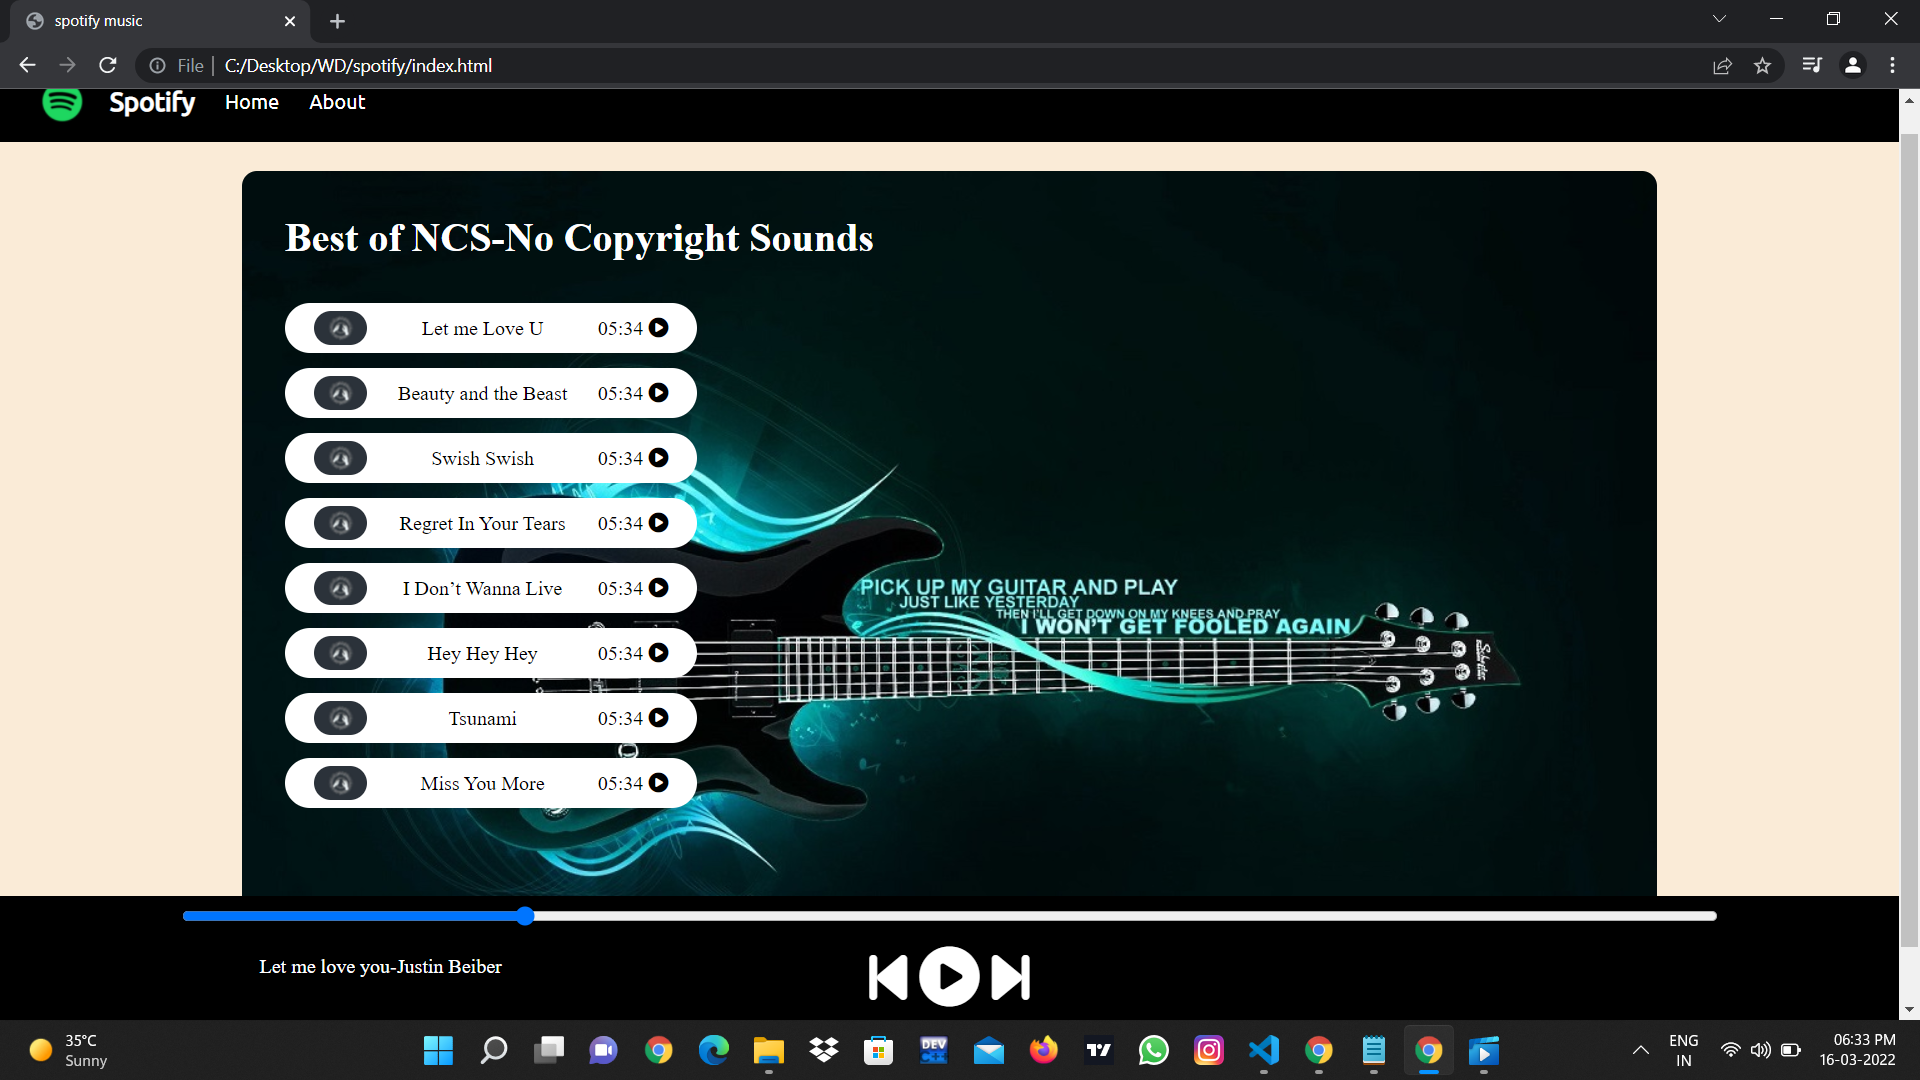 spotify music
File
C:/Desktop/WD/spotify/index.html
Spotify Home About
Best of NCS-No Copyright Sounds
Let me Love U 05:34
Beauty and the Beast 05:34
Swish Swish 05:34
Regret In Your Tears 05:34
I Don’t Wanna Live 05:34
Hey Hey Hey 05:34
Tsunami 05:34
Miss You More 05:34
PICK UP MY GUITAR AND PLAY
JUST LIKE YESTERDAY
THEN I'LL GET DOWN ON MY KNEES AND PRAY
I WON'T GET FOOLED AGAIN
Let me love you-Justin Beiber
35°C
Sunny
DEV
C++
ENG
IN
06:33 PM
16-03-2022